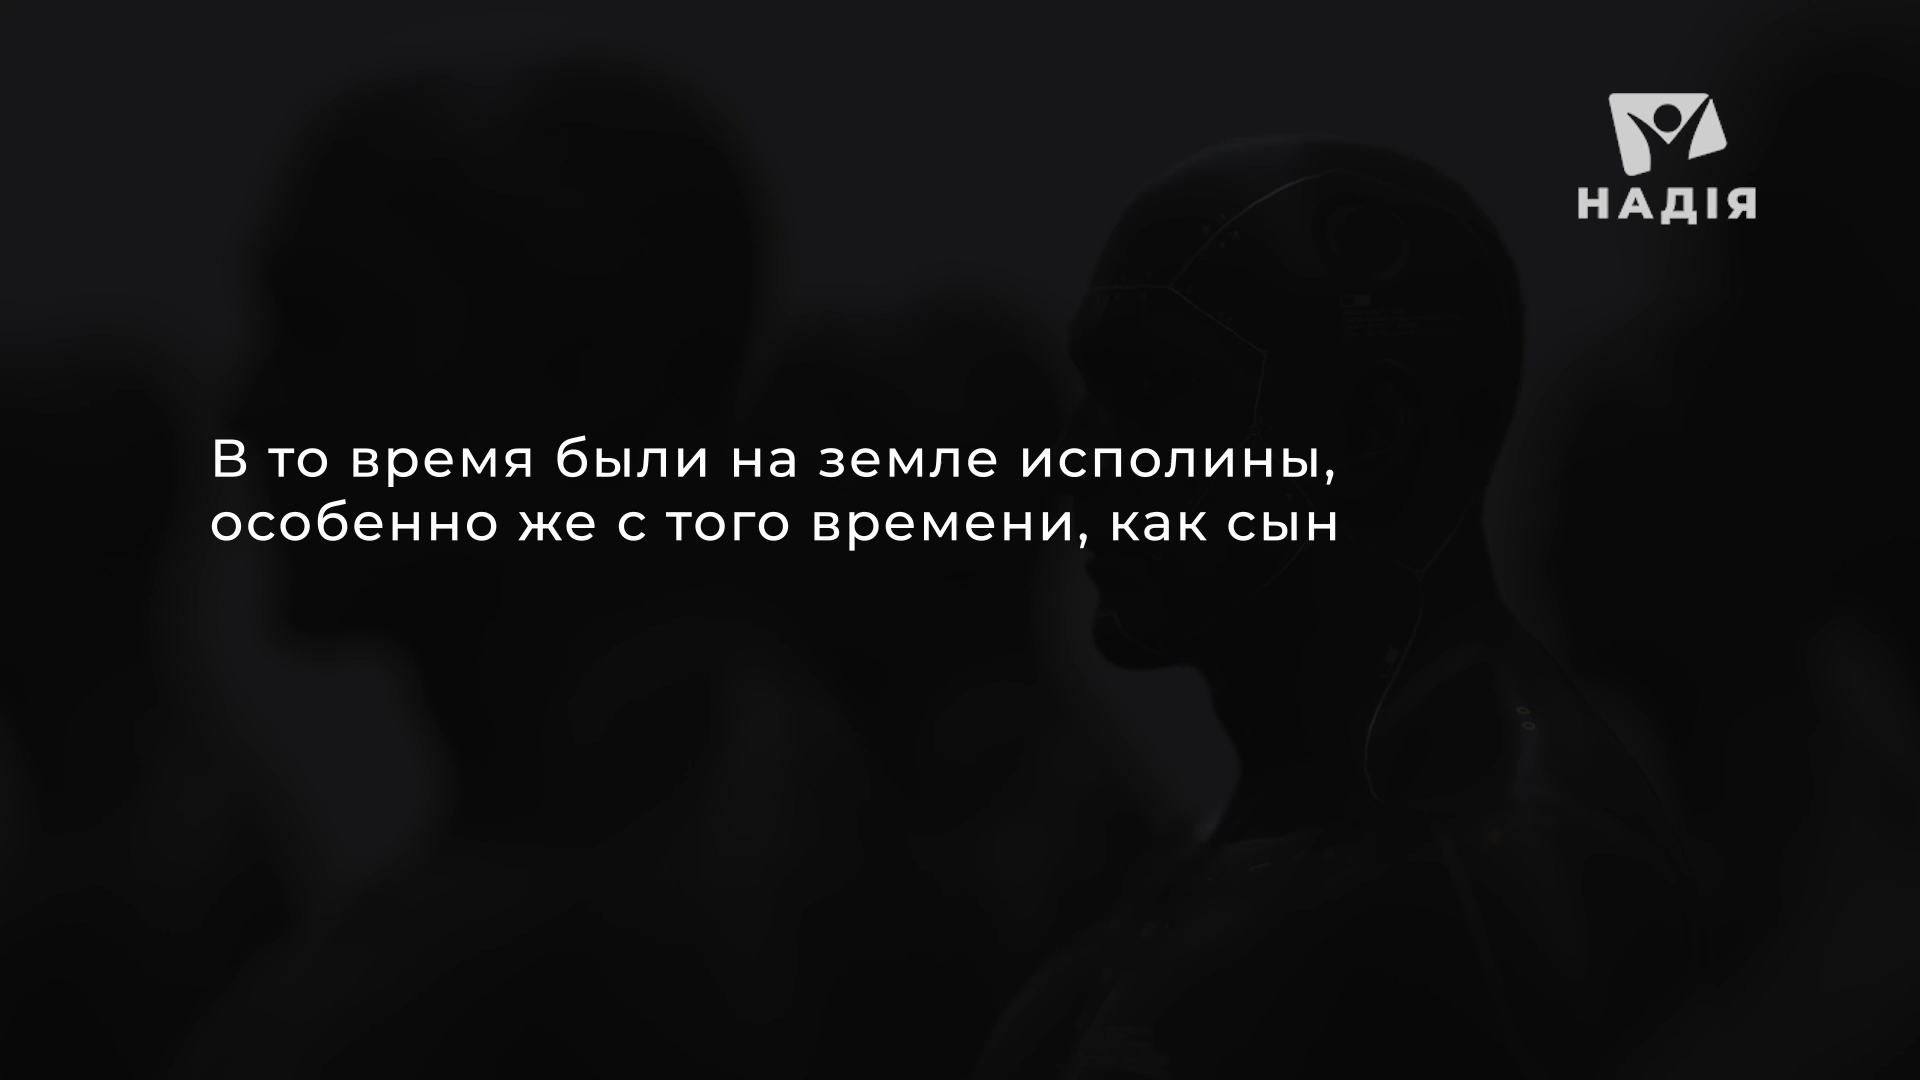 НАДІЯ
В то время были на земле исполины,
особенно же с того времени, как сын